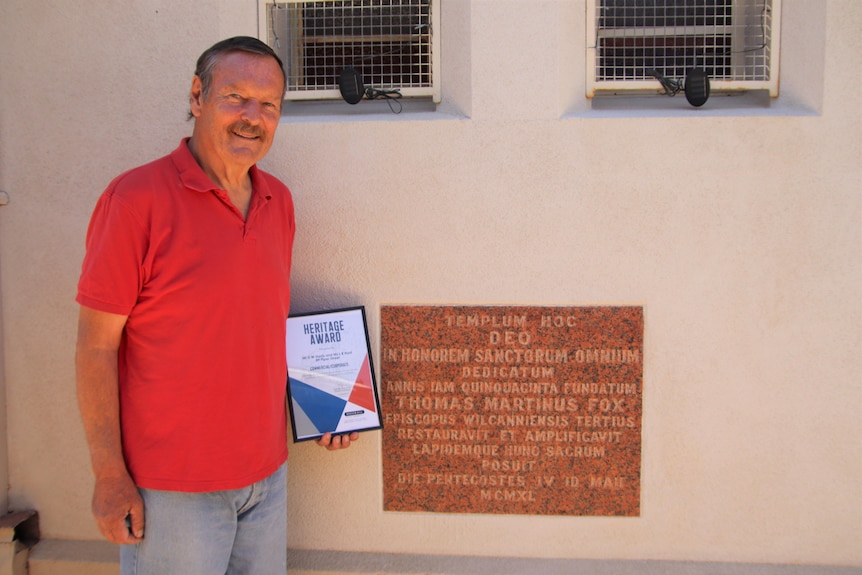 HERITAGE
AWARD
TEMPLUM HOC
DEO
IN HONOREM SANCTORUM OMNIUM
DEDICATUM
ANNIS IAM QUINQUAGINTA FUNDATUM
THOMAS MARTINUS FOX
EPISCOPUS WILCANNIENSIS TERTIUS
RESTAURAVIT ET AMPLIFICAVIT
LAPIDEMQUE HUNC SACRUM
POSUIT
DIE PENTECOSTES IV ID MAII
MCMXL